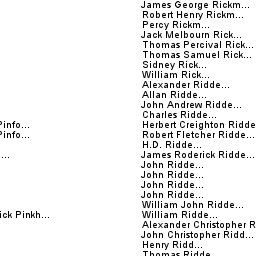 James George Rickm...
Robert Henry Rickm...
Percy Rickm...
Jack Melbourn Rick...
Thomas Percival Rick...
Thomas Samuel Rick...
Sidney Rick...
William Rick...
Alexander Ridde...
Allan Ridde...
John Andrew Ridde...
Charles Ridde...
Pinfo... Herbert Creighton Ridde
Pinfo... Robert Fletcher Ridde...
H.D. Ridde...
... James Roderick Ridde...
John Ridde...
John Ridde...
John Ridde...
John Ridde...
William John Ridde...
ick Pinkh... William Ridde...
Alexander Christopher R
John Christopher Ridd...
Henry Ridd...
Thomas Ridde